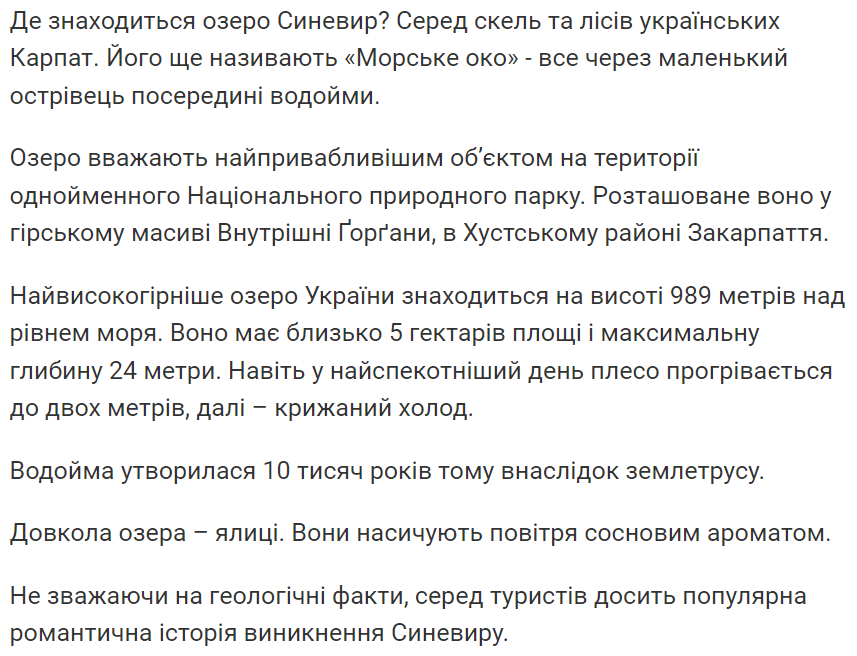 Де знаходиться озеро Синевир? Серед скель та лісів українських
Карпат. Його ще називають «Морське око» - все через маленький
острівець посередині водойми.
Озеро вважають найпривабливішим об’єктом на території
однойменного Національного природного парку. Розташоване воно у
гірському масиві Внутрішні Ґорґани, в Хустському районі Закарпаття.
Найвисокогірніше озеро України знаходиться на висоті 989 метрів над
рівнем моря. Воно має близько 5 гектарів площі і максимальну
глибину 24 метри. Навіть у найспекотніший день плесо прогрівається
до двох метрів, далі – крижаний холод.
Водойма утворилася 10 тисяч років тому внаслідок землетрусу.
Довкола озера – ялиці. Вони насичують повітря сосновим ароматом.
Не зважаючи на геологічні факти, серед туристів досить популярна
романтична історія виникнення Синевиру.